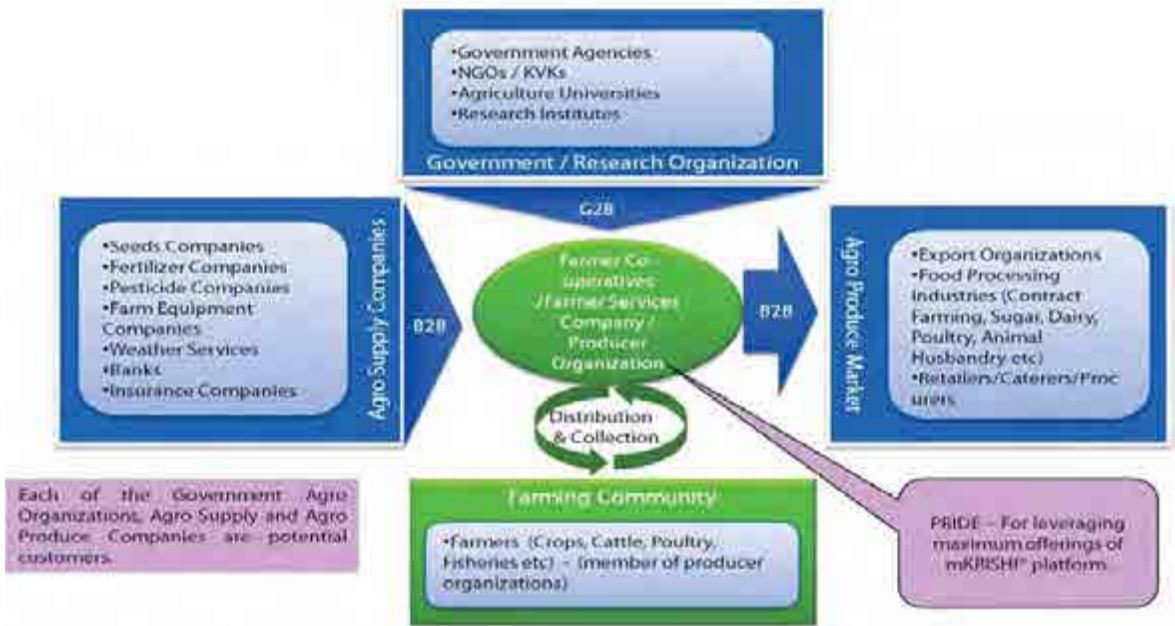 •Government Agencies
•NGOs / KVKs
•Agriculture Universities
•Research Institutes
Government / Research Organization
G2B
•Seeds Companies
•Fertilizer Companies
•Pesticide Companies
•Farm Equipment
Companies
•Weather Services
•Banks
•Insurance Companies
Agro Supply Companies
B2B
Farmer Co-
operatives
/Farmer Services
Company /
Producer
Organization
B2B
Agro Produce Market
•Export Organizations
•Food Processing
Industries (Contract
Farming, Sugar, Dairy,
Poultry, Animal
Husbandry etc)
•Retailers/Caterers/Proc
urers
Distribution
& Collection
Each of the Government Agro
Organizations, Agro Supply and Agro
Produce Companies are potential
customers.
Farming Community
•Farmers (Crops, Cattle, Poultry,
Fisheries etc) – (member of producer
organizations)
PRIDE – For leveraging
maximum offerings of
mKRISHI® platform